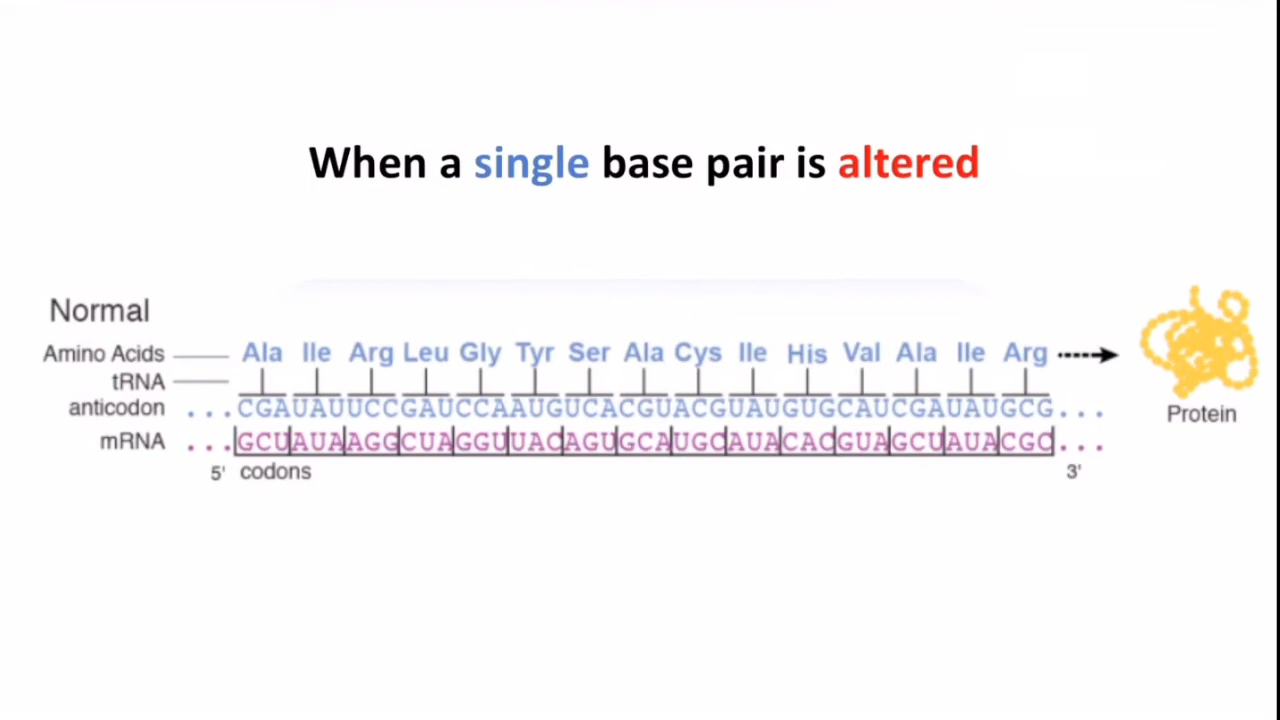 When a single base pair is altered
Normal
Amino Acids Ala Ile Arg Leu Gly Tyr Ser Ala Cys Ile His Val Ala Ile Arg
tRNA
anticodon ...CGAUAUUCCGAUCCAAUGUCACGUACGUAUGUGCAUCGAUAUGCG...
Protein
mRNA ...GCUAUAAGGCUAGGUUACAGUGCAUGCAUACACGUAGCUAUACGC...
5' codons 3'